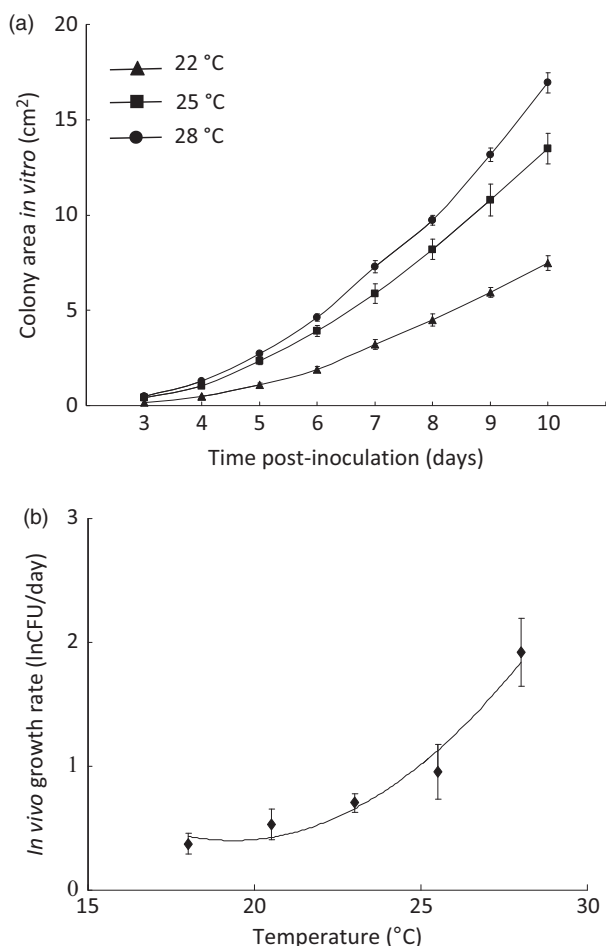 (a)
20
15
10
5
0
Colony area in vitro (cm²)
22 °C
25 °C
28 °C
3 4 5 6 7 8 9 10
Time post-inoculation (days)
(b)
3
2
1
0
In vivo growth rate (lnCFU/day)
15 20 25 30
Temperature (°C)